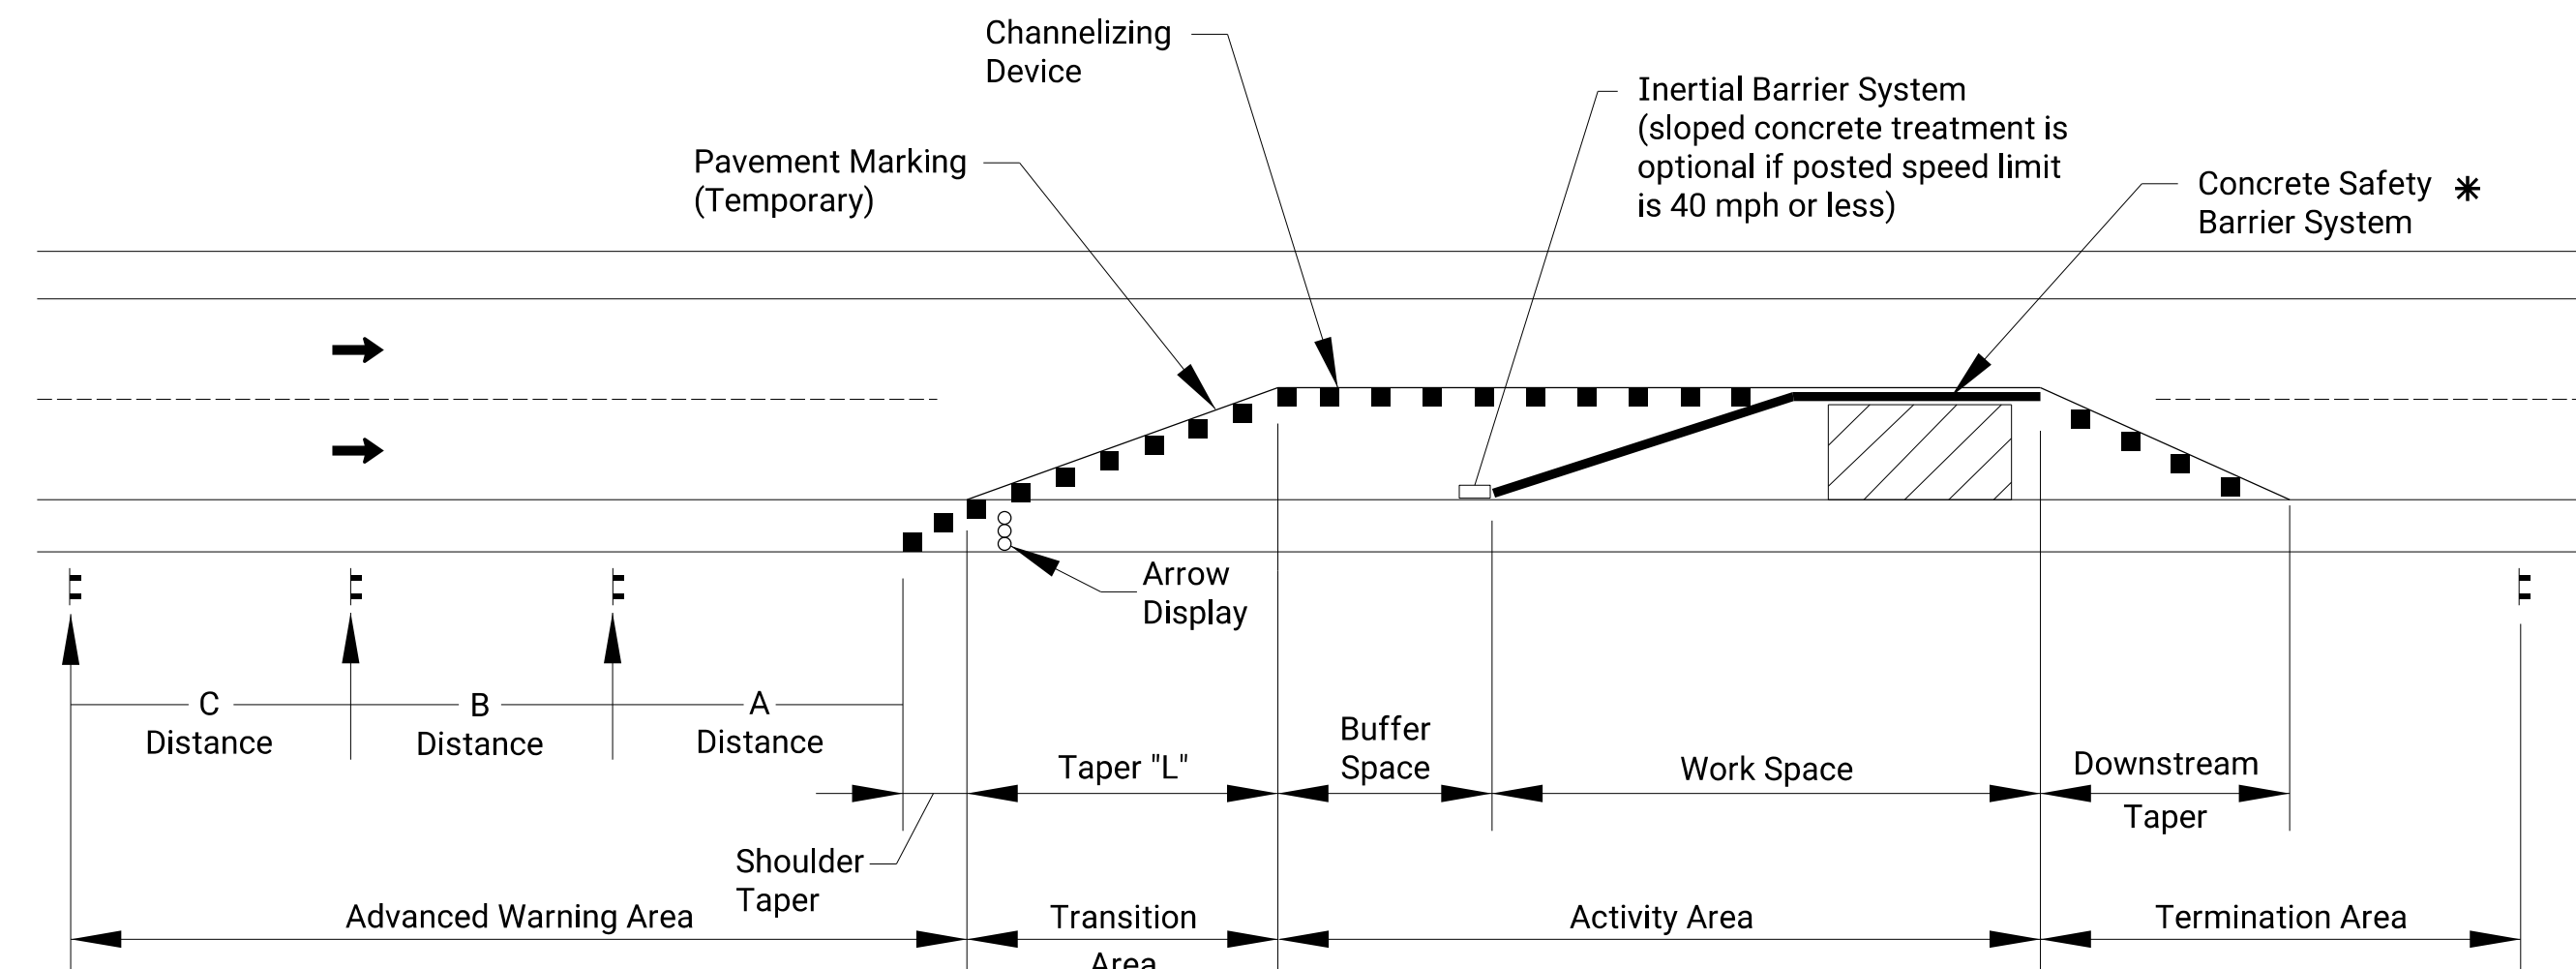 Channelizing
Device
Inertial Barrier System
(sloped concrete treatment is
optional if posted speed limit
is 40 mph or less)
Pavement Marking
(Temporary)
Concrete Safety *
Barrier System
Arrow
Display
C
Distance
B
Distance
A
Distance
Buffer
Space
Taper "L"
Work Space
Downstream
Taper
Shoulder
Taper
Advanced Warning Area
Transition
Area
Activity Area
Termination Area